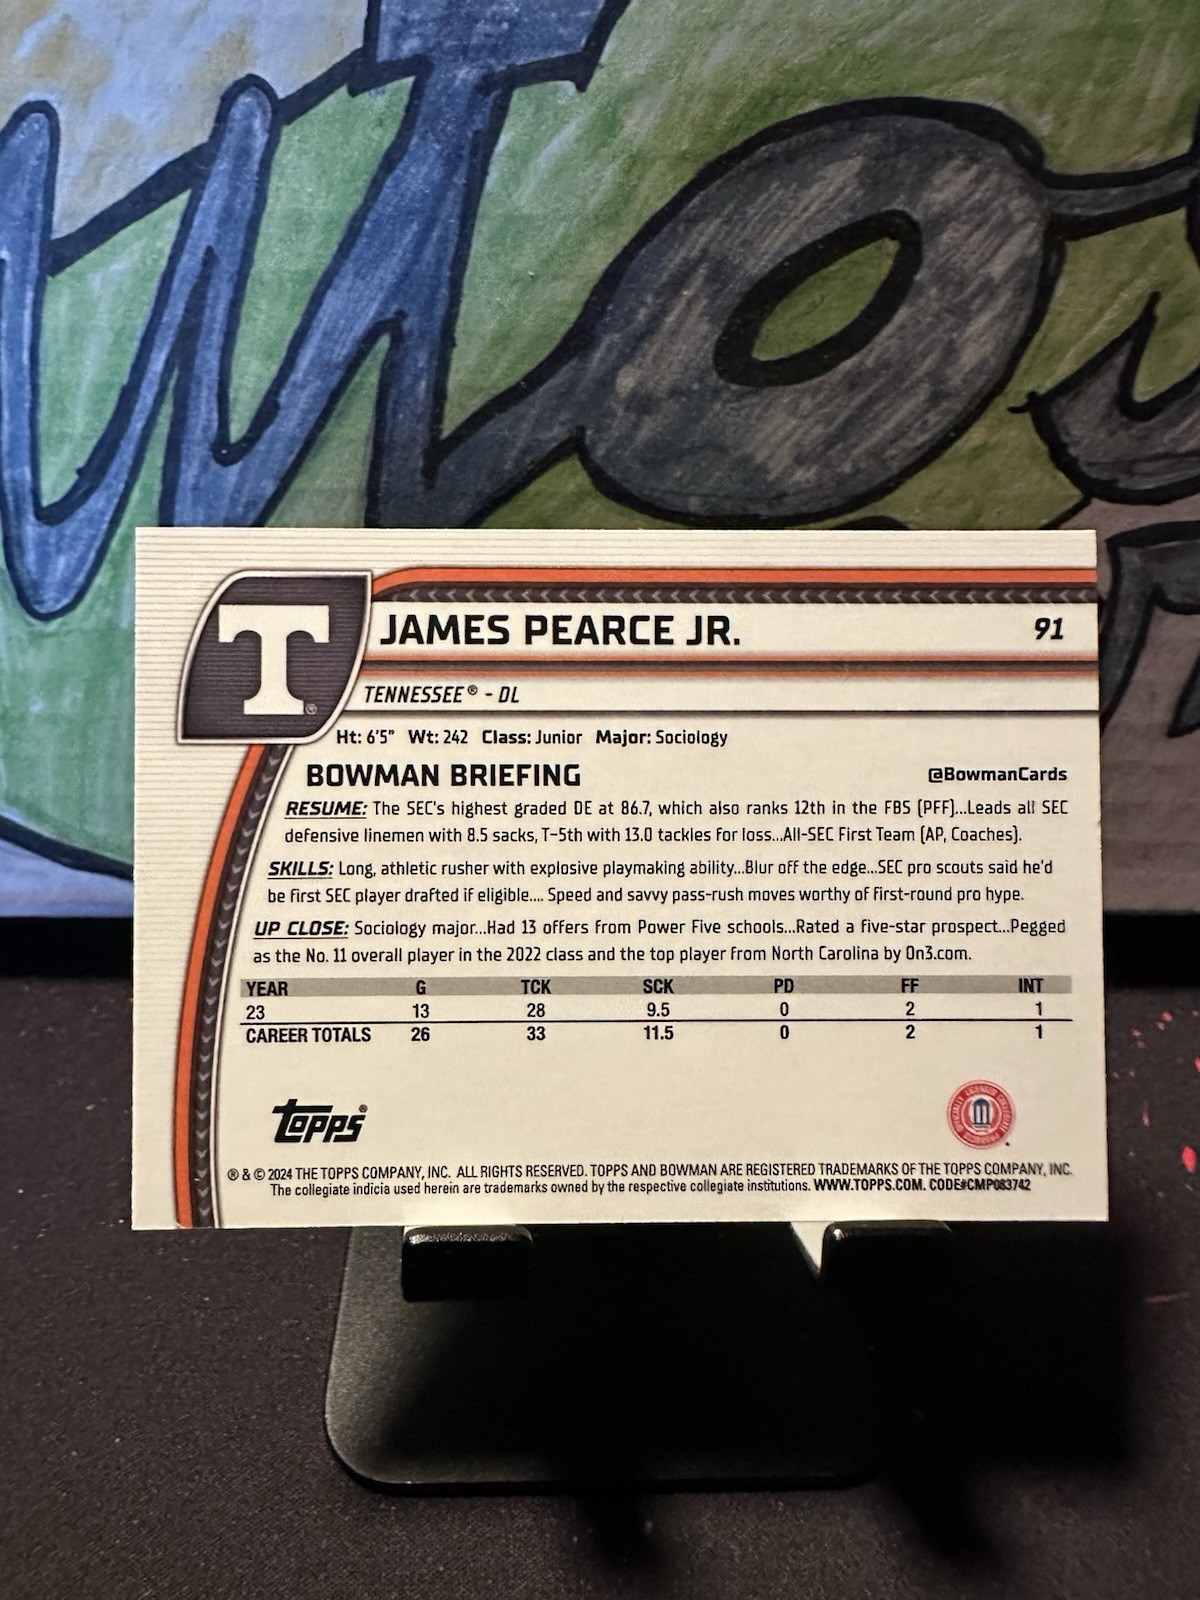 JAMES PEARCE JR. 91
T®
TENNESSEE® - DL
Ht: 6'5" Wt: 242 Class: Junior Major: Sociology
BOWMAN BRIEFING @BowmanCards
RESUME: The SEC's highest graded DE at 86.7, which also ranks 12th in the FBS (PFF)...Leads all SEC
defensive linemen with 8.5 sacks, T-5th with 13.0 tackles for loss...All-SEC First Team (AP, Coaches).
SKILLS: Long, athletic rusher with explosive playmaking ability...Blur off the edge...SEC pro scouts said he'd
be first SEC player drafted if eligible.... Speed and savvy pass-rush moves worthy of first-round pro hype.
UP CLOSE: Sociology major...Had 13 offers from Power Five schools...Rated a five-star prospect...Pegged
as the No. 11 overall player in the 2022 class and the top player from North Carolina by On3.com.
YEAR G TCK SCK PD FF INT
23 13 28 9.5 0 2 1
CAREER TOTALS 26 33 11.5 0 2 1
topps®
OFFICIALLY LICENSED COLLEGIATE PRODUCTS
® & © 2024 THE TOPPS COMPANY, INC. ALL RIGHTS RESERVED. TOPPS AND BOWMAN ARE REGISTERED TRADEMARKS OF THE TOPPS COMPANY, INC.
The collegiate indicia used herein are trademarks owned by the respective collegiate institutions. WWW.TOPPS.COM. CODE#CMP083742